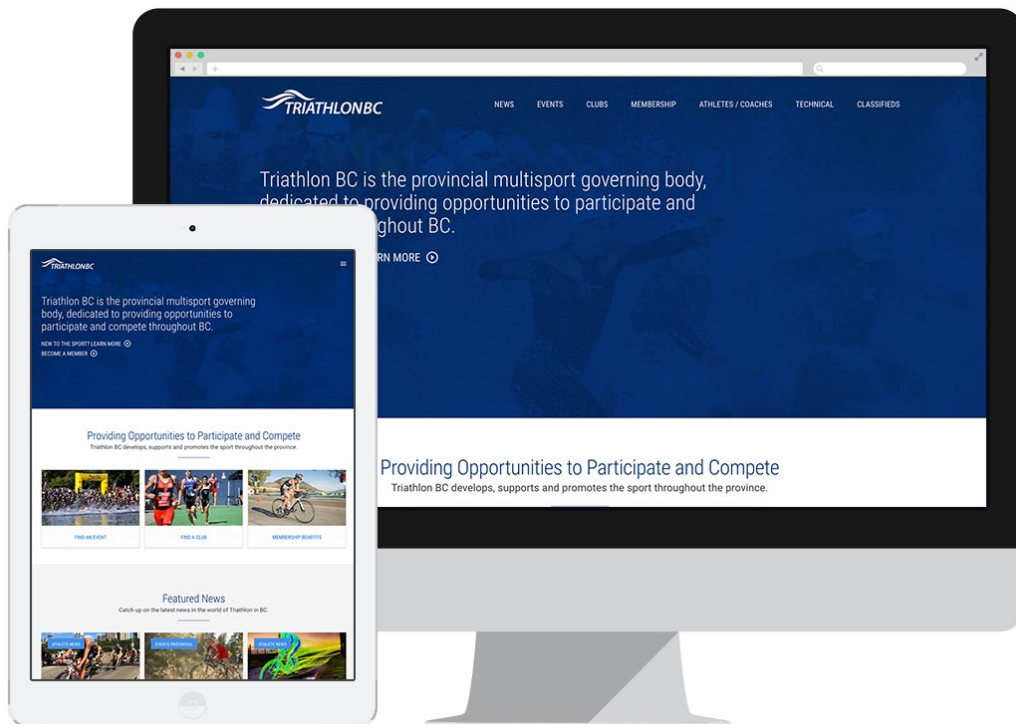 TRIATHLONBC
NEWS EVENTS CLUBS MEMBERSHIP ATHLETES / COACHES TECHNICAL CLASSIFIEDS
Triathlon BC is the provincial multisport governing body,
dedicated to providing opportunities to participate and
ghout BC.
RN MORE
Providing Opportunities to Participate and Compete
Triathlon BC develops, supports and promotes the sport throughout the province.
TRIATHLONBC
Triathlon BC is the provincial multisport governing
body, dedicated to providing opportunities to
participate and compete throughout BC.
NEW TO THE SPORT? LEARN MORE
BECOME A MEMBER
Providing Opportunities to Participate and Compete
Triathlon BC develops, supports and promotes the sport throughout the province.
FIND AN EVENT FIND A CLUB MEMBERSHIP BENEFITS
Featured News
Catch up on the latest news in the world of Triathlon in BC.
ATHLETE NEWS EVENTS PROVINCIAL ATHLETE NEWS